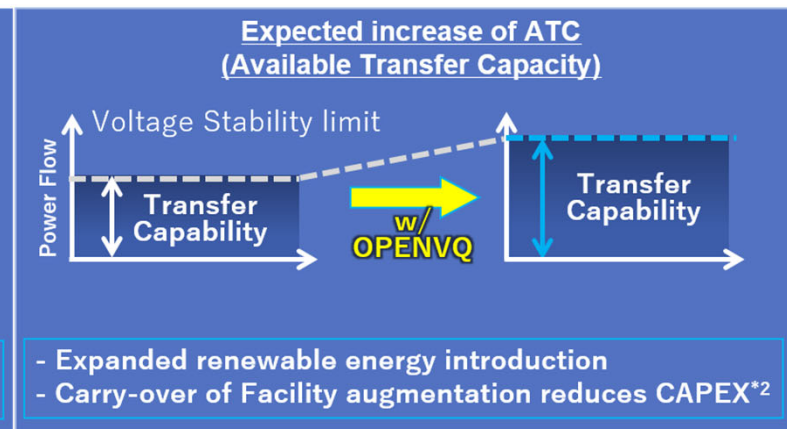 Expected increase of ATC
(Available Transfer Capacity)
Voltage Stability limit
Power Flow
Transfer
Capability
w/
OPENVQ
Transfer
Capability
- Expanded renewable energy introduction
- Carry-over of Facility augmentation reduces CAPEX*2